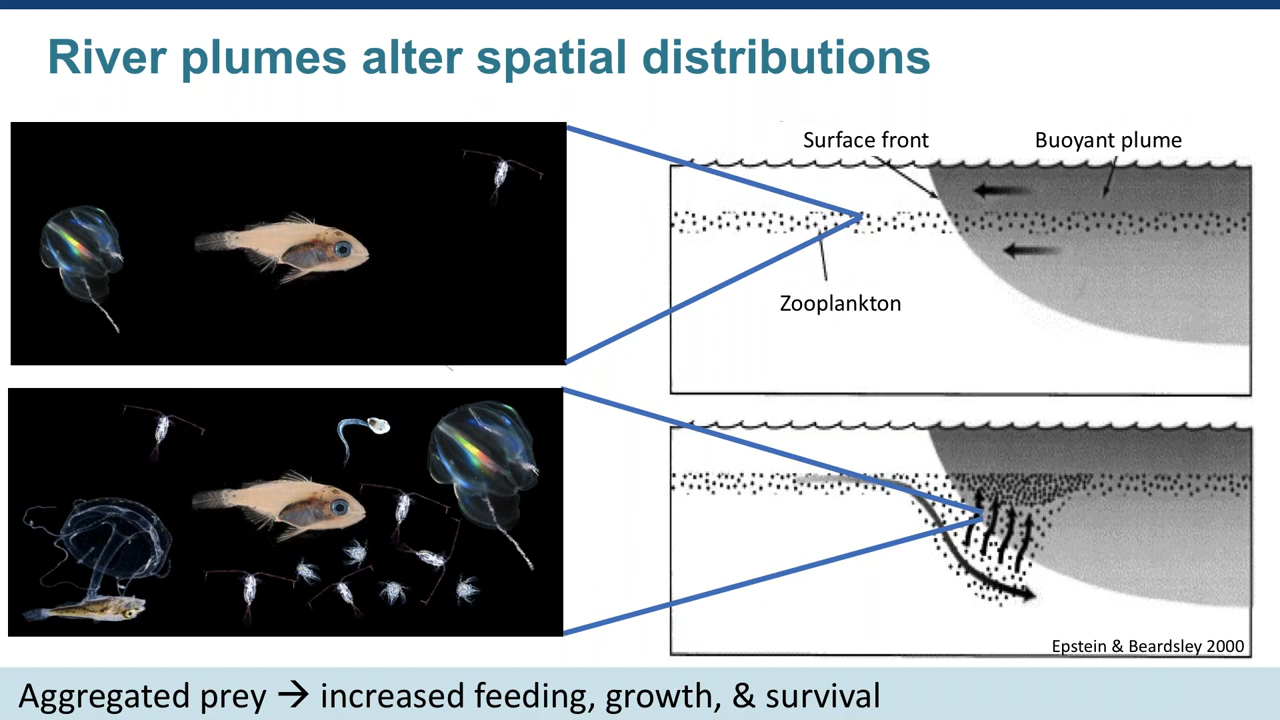 River plumes alter spatial distributions
Surface front
Buoyant plume
Zooplankton
Epstein & Beardsley 2000
Aggregated prey → increased feeding, growth, & survival